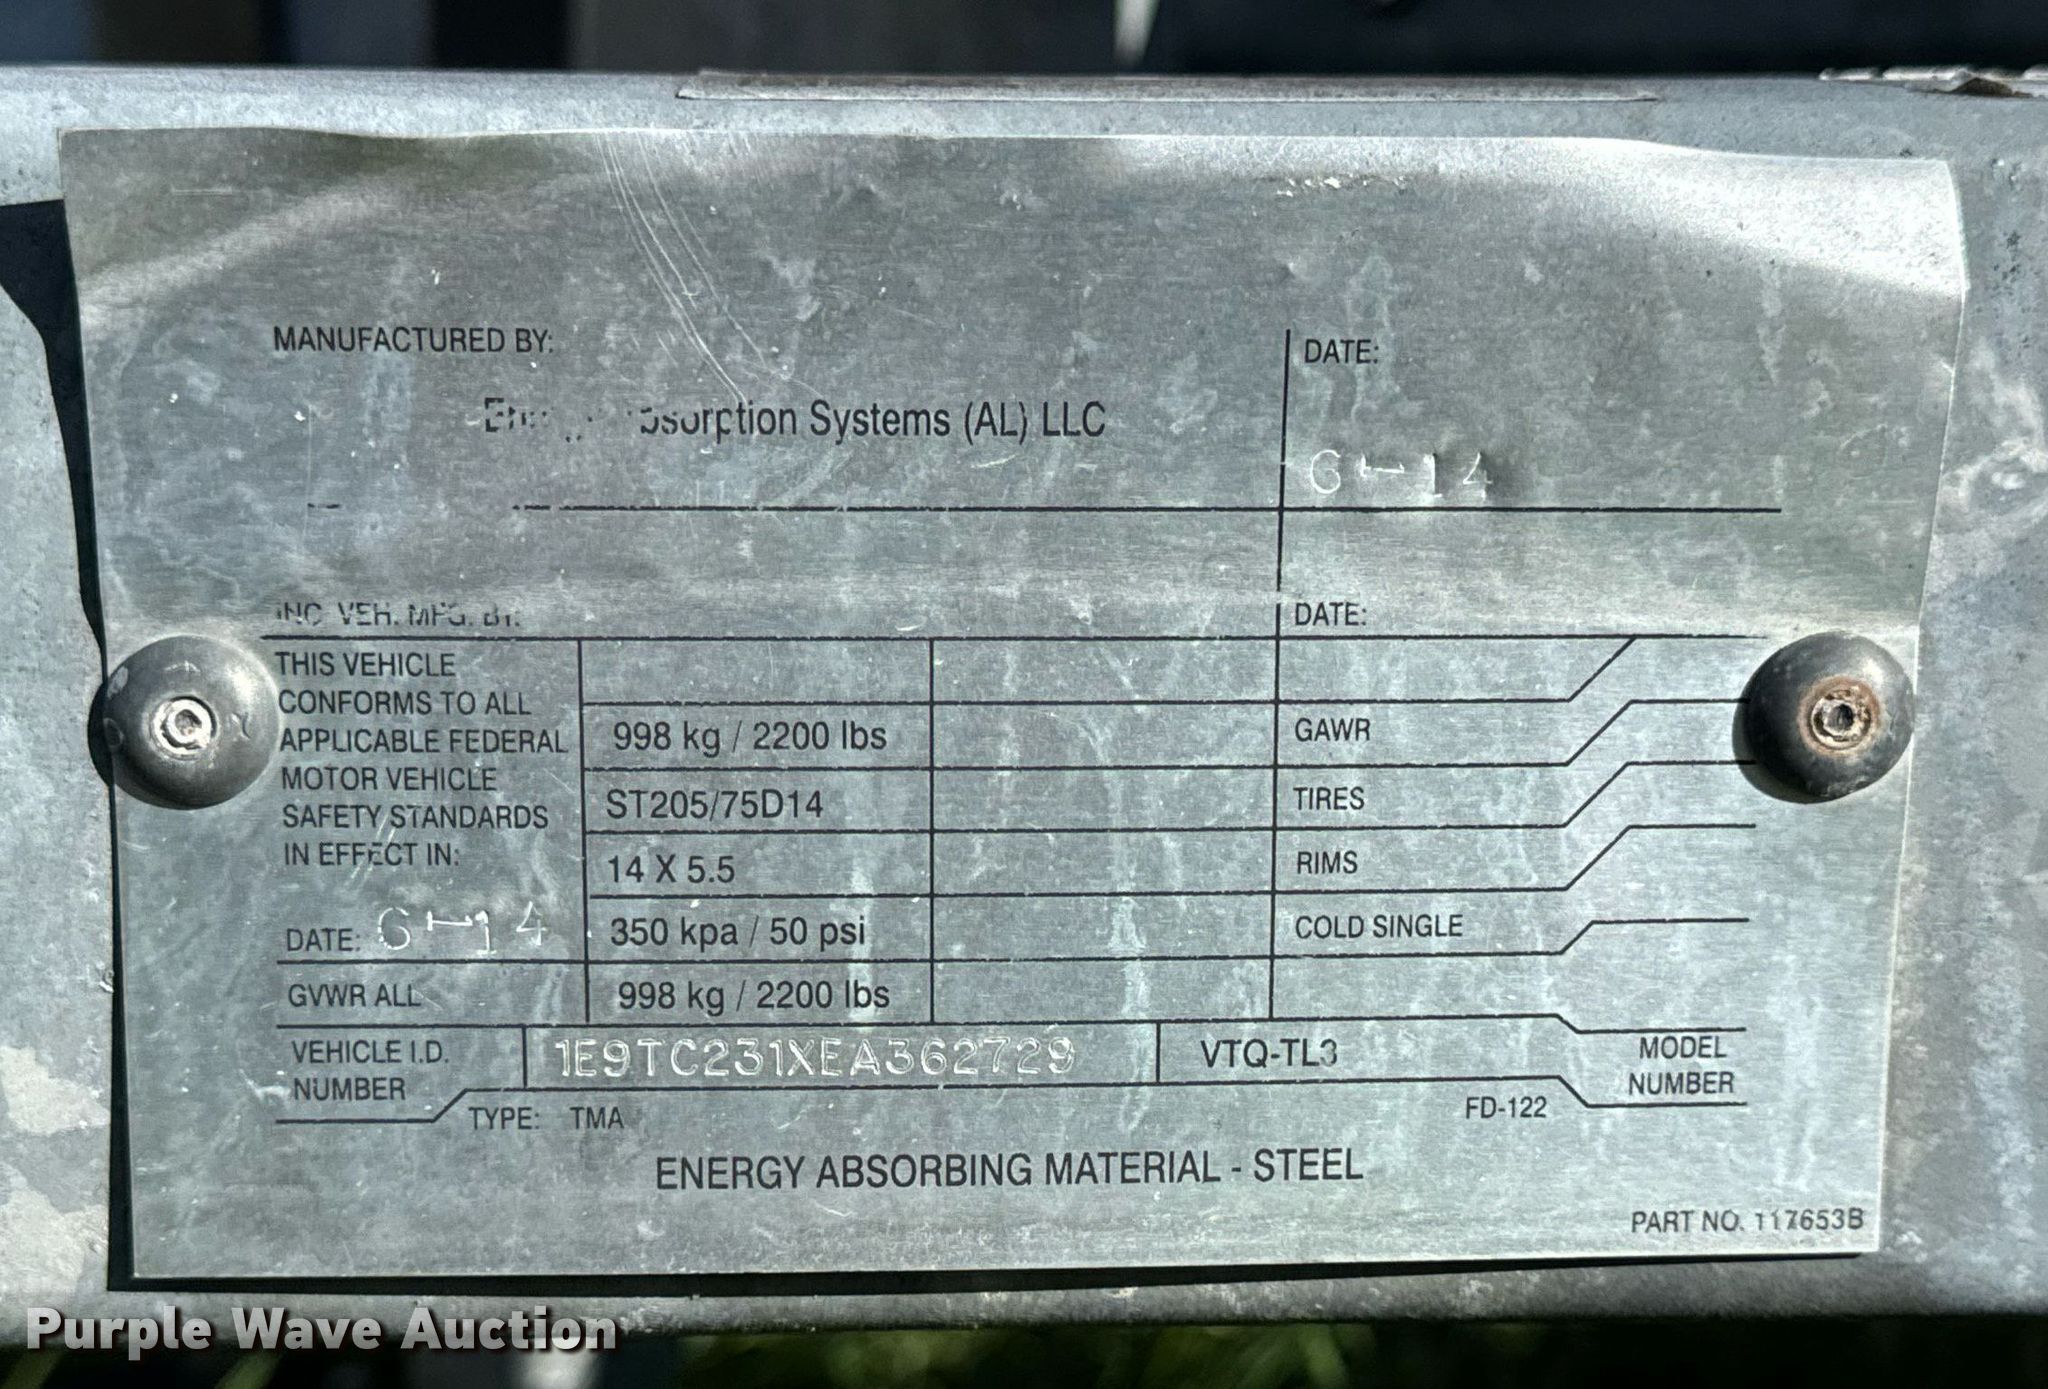 MANUFACTURED BY:
DATE:
absorption Systems (AL) LLC
6-14
INC. VEH. MFG. BY:
DATE:
THIS VEHICLE
CONFORMS TO ALL
APPLICABLE FEDERAL
MOTOR VEHICLE
SAFETY STANDARDS
IN EFFECT IN:
DATE: 6-14
998 kg / 2200 lbs
GAWR
ST205/75D14
TIRES
14 X 5.5
RIMS
350 kpa / 50 psi
COLD SINGLE
GVWR ALL
998 kg / 2200 lbs
VEHICLE I.D.
NUMBER
1E9TC231XEA362729
VTQ-TL3
MODEL
NUMBER
TYPE: TMA
FD-122
ENERGY ABSORBING MATERIAL - STEEL
PART NO. 117653B
Purple Wave Auction